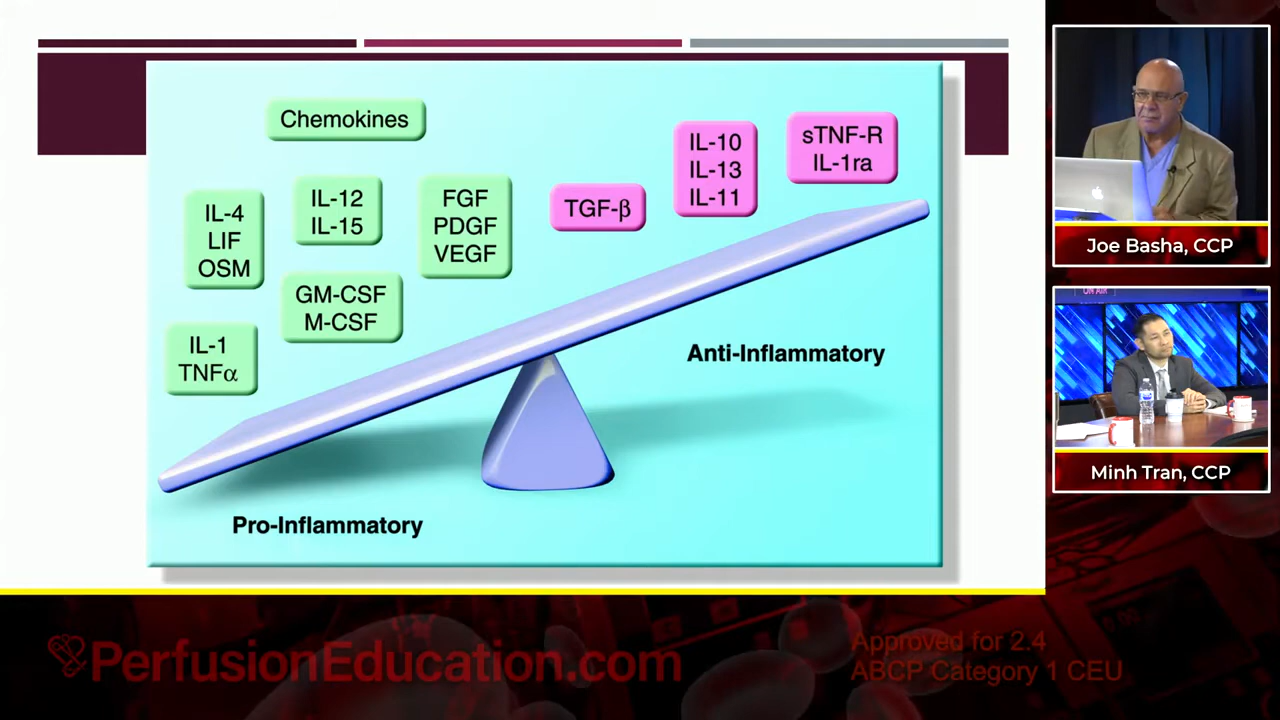 Chemokines
IL-4
LIF
OSM
IL-12
IL-15
FGF
PDGF
VEGF
GM-CSF
M-CSF
IL-1
TNFα
TGF-β
IL-10
IL-13
IL-11
sTNF-R
IL-1ra
Anti-Inflammatory
Pro-Inflammatory
Joe Basha, CCP
ON AIR
Minh Tran, CCP
PerfusionEducation.com
Approved for 2.4
ABCP Category 1 CEU